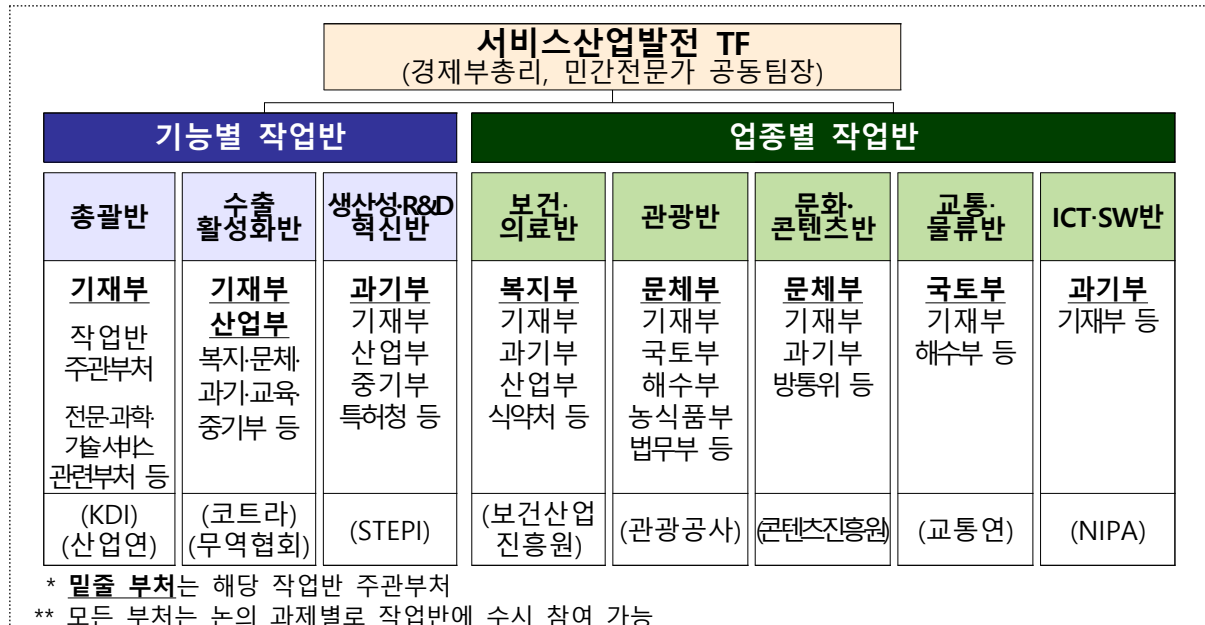 서비스산업발전 TF
(경제부총리, 민간전문가 공동팀장)
기능별 작업반
업종별 작업반
총괄반
수출
활성화반
생산성·R&D
혁신반
보건·
의료반
관광반
문화·
콘텐츠반
교통·
물류반
ICT·SW반
기재부
작업반
주관부처
전문·과학·
기술서비스
관련부처 등
기재부
산업부
복지·문체·
과기·교육·
중기부 등
과기부
기재부
산업부
중기부
특허청 등
복지부
기재부
과기부
산업부
식약처 등
문체부
기재부
국토부
해수부
농식품부
법무부 등
문체부
기재부
과기부
방통위 등
국토부
기재부
해수부 등
과기부
기재부 등
(KDI)
(산업연)
(코트라)
(무역협회)
(STEPI)
(보건산업
진흥원)
(관광공사)
(콘텐츠진흥원)
(교통연)
(NIPA)
* 밑줄 부처는 해당 작업반 주관부처
** 모든 부처는 논의 과제별로 작업반에 수시 참여 가능